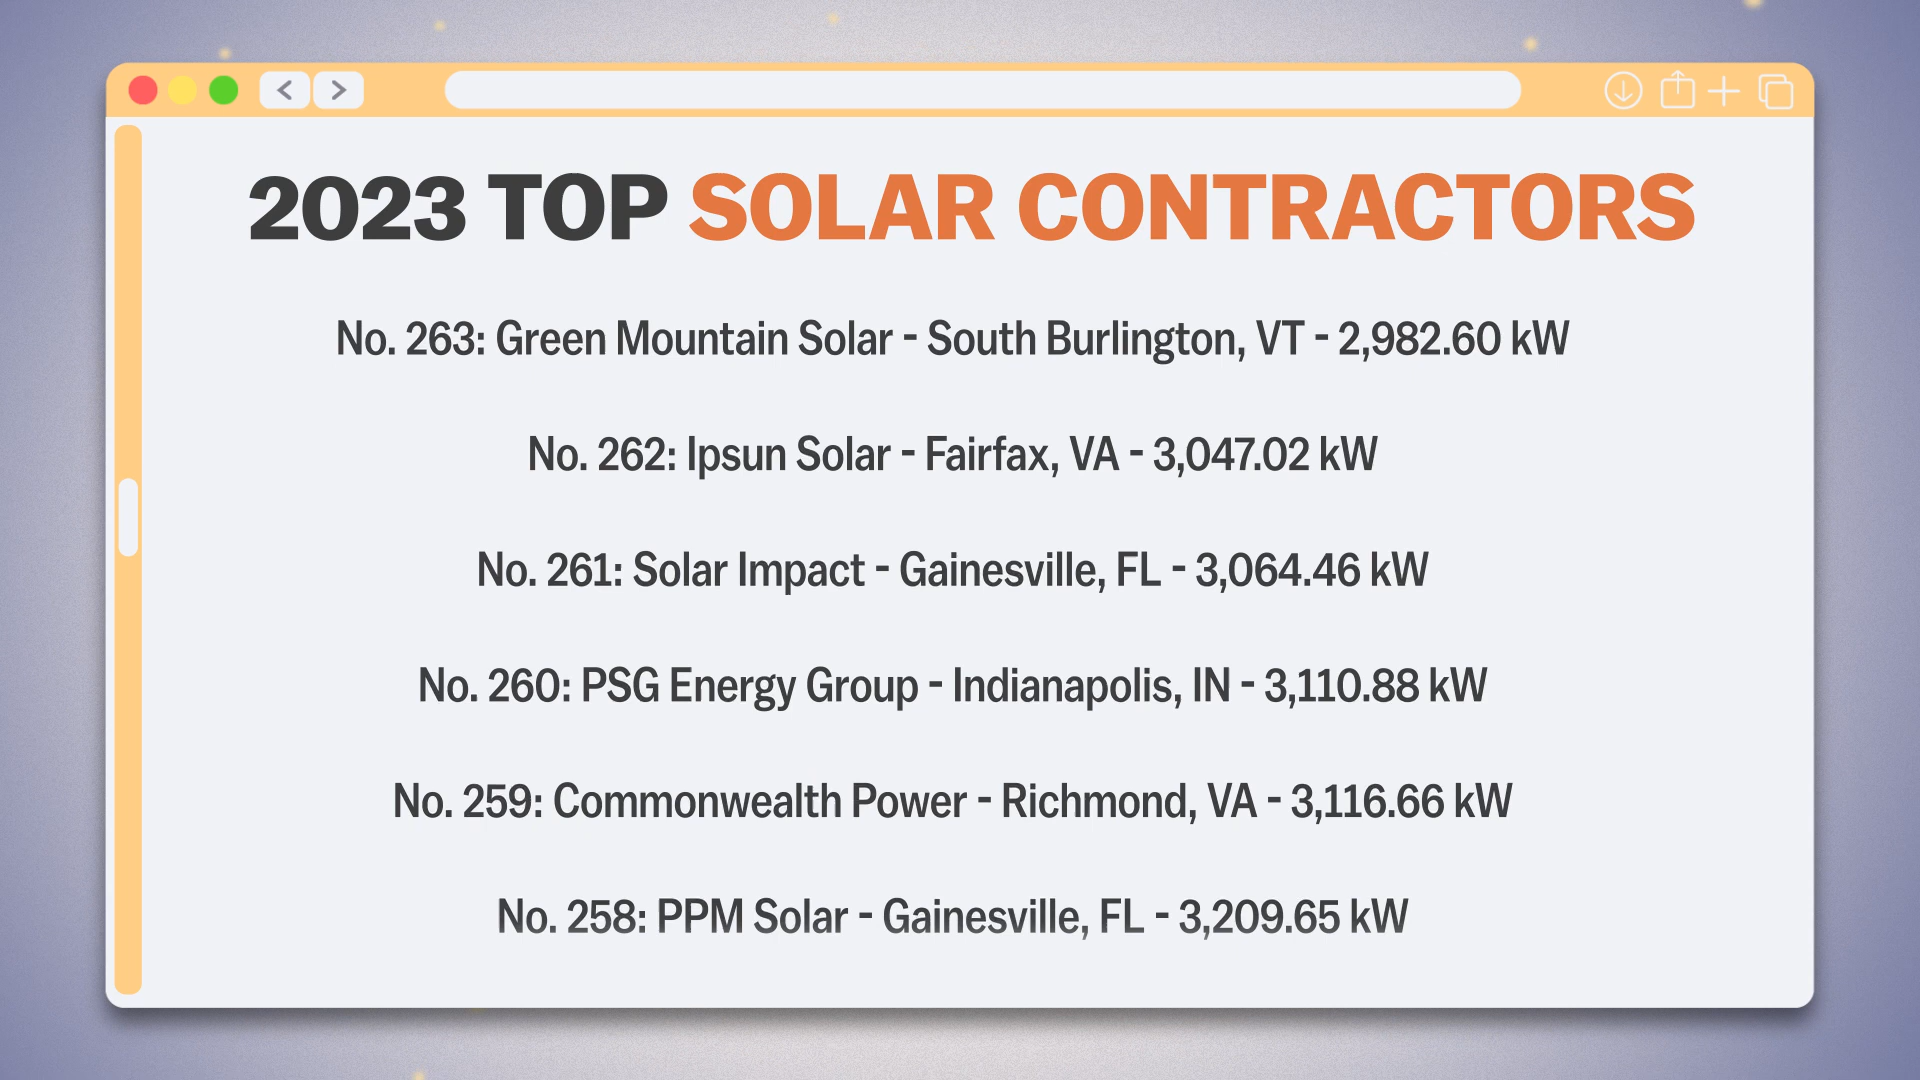 2023 TOP SOLAR CONTRACTORS
No. 263: Green Mountain Solar - South Burlington, VT - 2,982.60 kW
No. 262: Ipsun Solar - Fairfax, VA - 3,047.02 kW
No. 261: Solar Impact - Gainesville, FL - 3,064.46 kW
No. 260: PSG Energy Group - Indianapolis, IN - 3,110.88 kW
No. 259: Commonwealth Power - Richmond, VA - 3,116.66 kW
No. 258: PPM Solar - Gainesville, FL - 3,209.65 kW